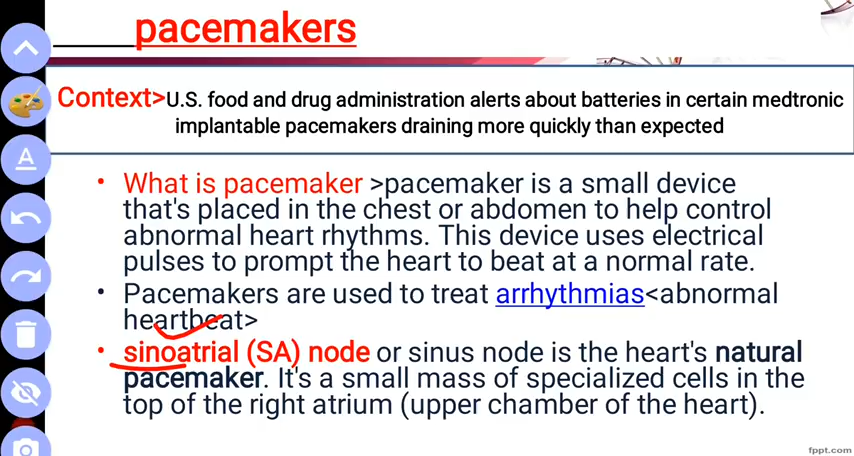 pacemakers
Context>U.S. food and drug administration alerts about batteries in certain medtronic
implantable pacemakers draining more quickly than expected
• What is pacemaker >pacemaker is a small device
that's placed in the chest or abdomen to help control
abnormal heart rhythms. This device uses electrical
pulses to prompt the heart to beat at a normal rate.
• Pacemakers are used to treat arrhythmias<abnormal
heartbeat>
• sinoatrial (SA) node or sinus node is the heart's natural
pacemaker. It's a small mass of specialized cells in the
top of the right atrium (upper chamber of the heart).
A
fppt.com